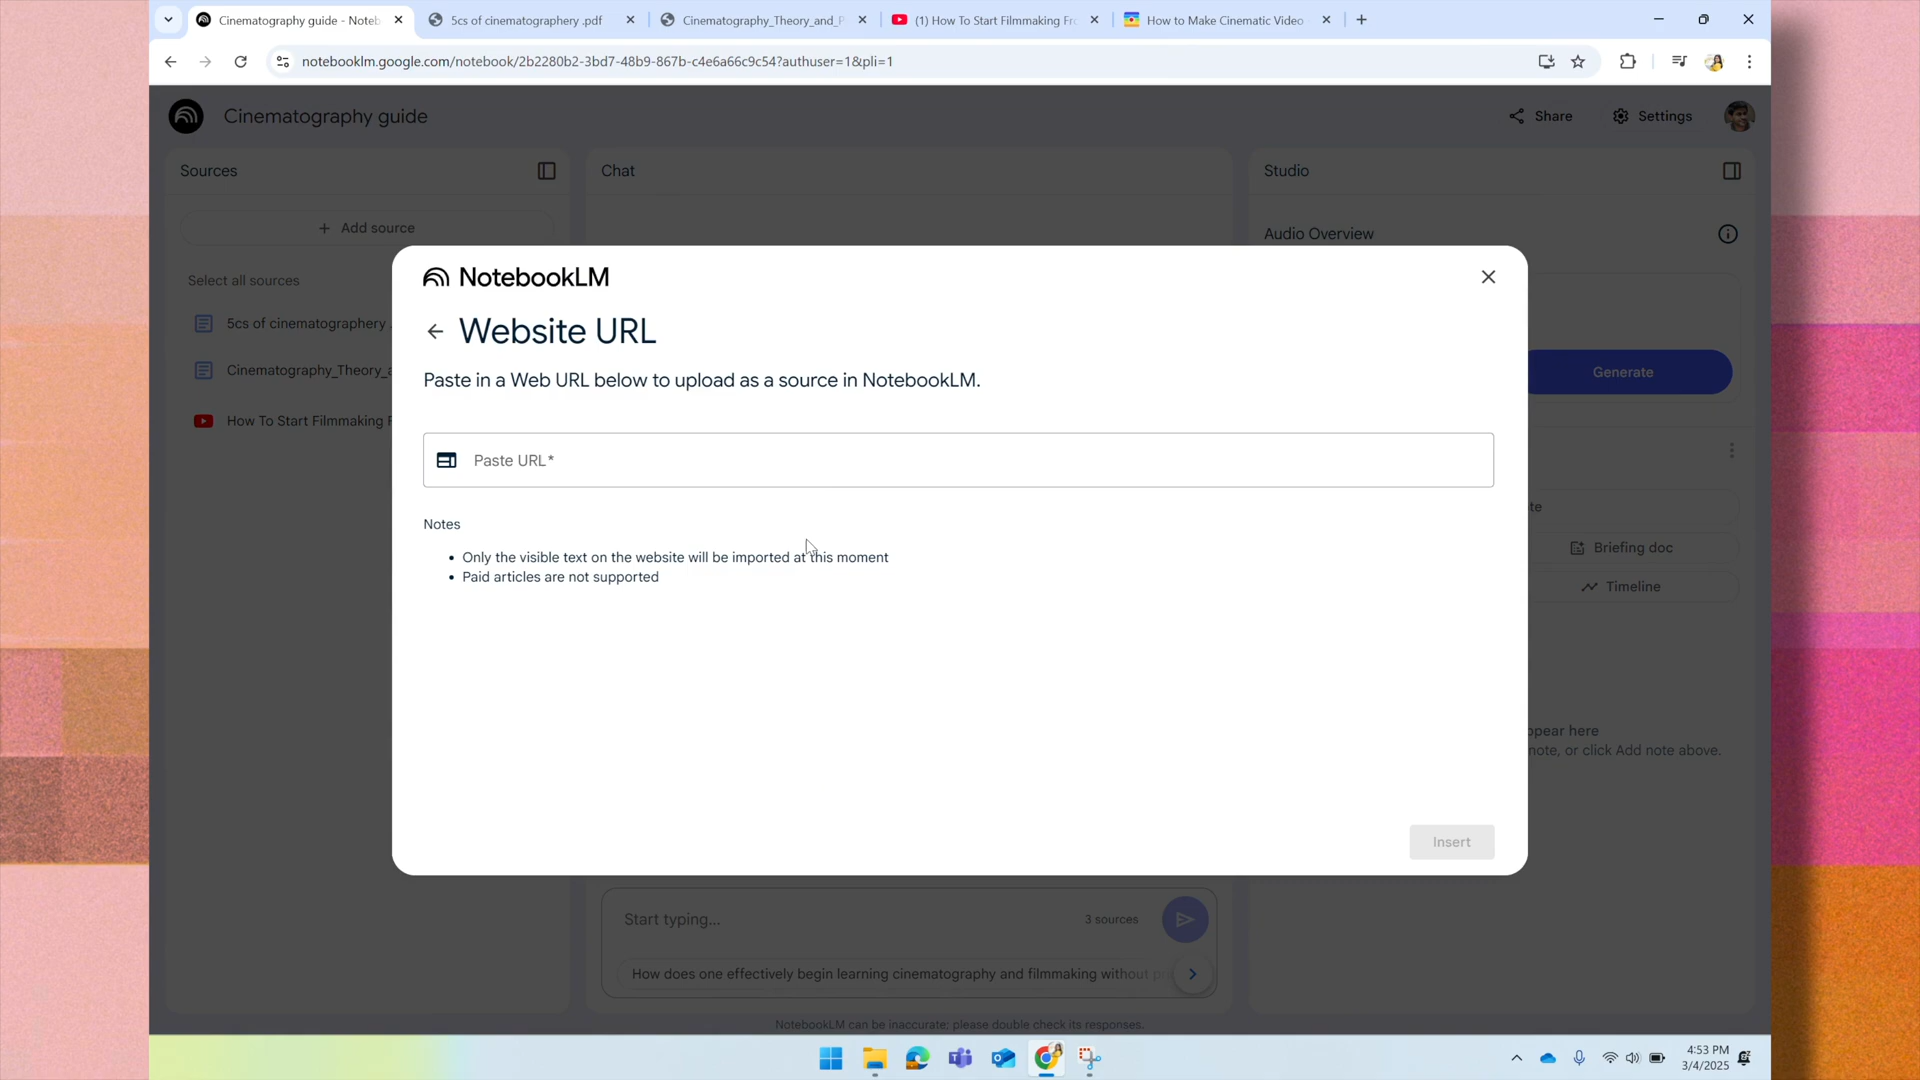 Cinematography guide - Noteb
5cs of cinematographery .pdf
Cinematography_Theory_and_P
(1) How To Start Filmmaking Fr
How to Make Cinematic Video
notebooklm.google.com/notebook/2b2280b2-3bd7-48b9-867b-c4e6a66c9c54?authuser=1&pli=1
Cinematography guide
Share
Settings
Sources
Chat
Studio
+ Add source
Audio Overview
Select all sources
5cs of cinematographery .
Cinematography_Theory_a
How To Start Filmmaking F
Generate
NotebookLM
Website URL
Paste in a Web URL below to upload as a source in NotebookLM.
Paste URL*
Notes
• Only the visible text on the website will be imported at this moment
• Paid articles are not supported
Insert
te
Briefing doc
Timeline
ppear here
note, or click Add note above.
Start typing...
3 sources
How does one effectively begin learning cinematography and filmmaking without p
NotebookLM can be inaccurate; please double check its responses.
4:53 PM
3/4/2025